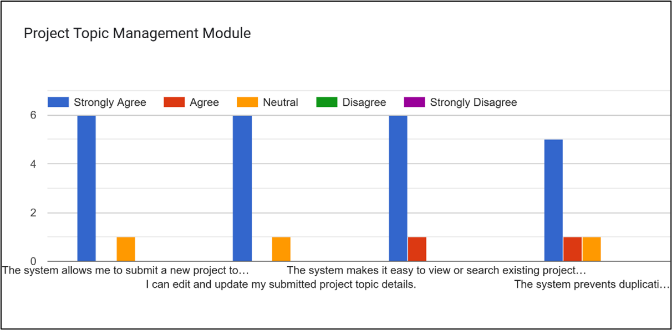 Project Topic Management Module
Strongly Agree Agree Neutral Disagree Strongly Disagree
6
4
2
0
The system allows me to submit a new project to… The system makes it easy to view or search existing project…
I can edit and update my submitted project topic details. The system prevents duplicati…